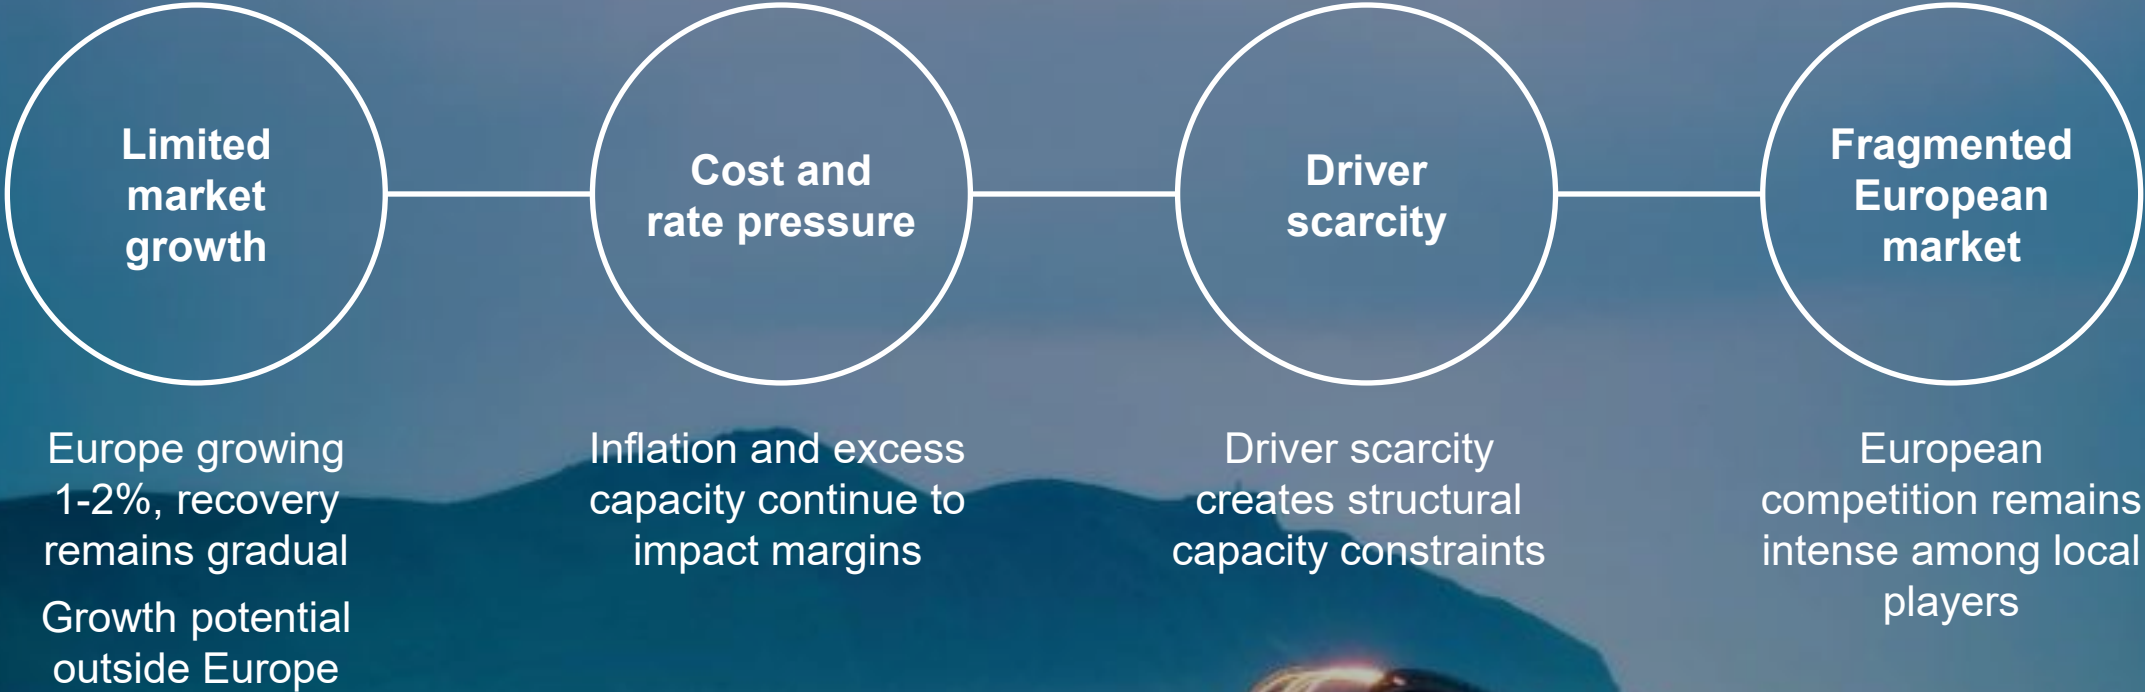 Limited
market
growth
Europe growing
1-2%, recovery
remains gradual
Growth potential
outside Europe
Cost and
rate pressure
Inflation and excess
capacity continue to
impact margins
Driver
scarcity
Driver scarcity
creates structural
capacity constraints
Fragmented
European
market
European
competition remains
intense among local
players